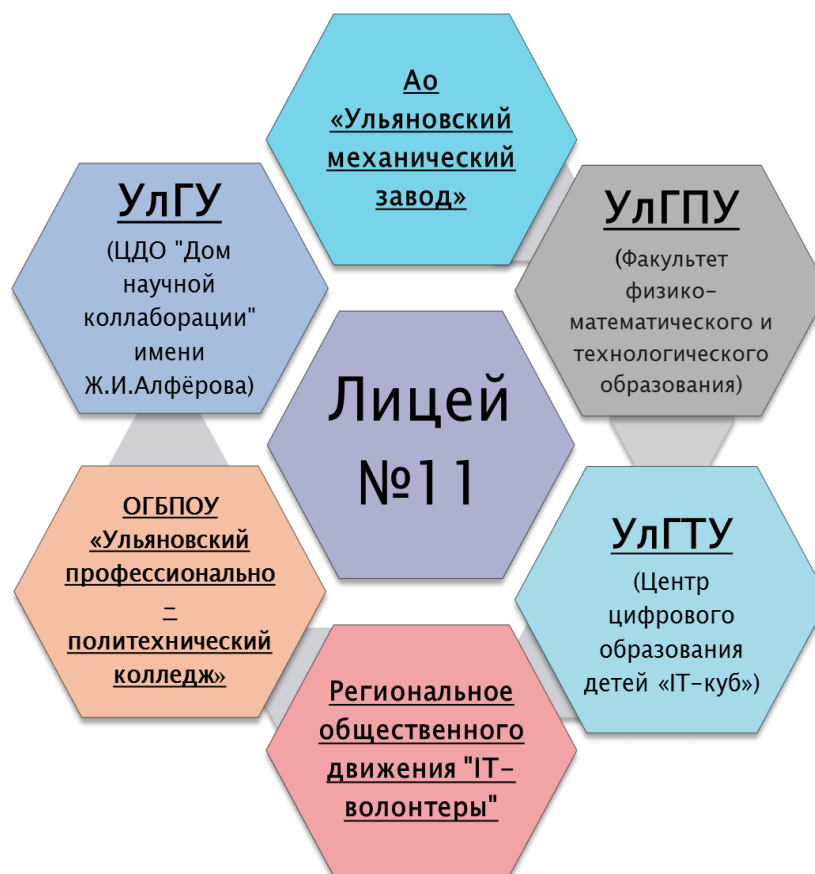 Ао
«Ульяновский
механический
завод»
УлГУ
(ЦДО "Дом
научной
коллаборации"
имени
Ж.И.Алфёрова)
УлГПУ
(Факультет
физико-
математического и
технологического
образования)
Лицей
№11
ОГБПОУ
«Ульяновский
профессионально
–
политехнический
колледж»
УлГТУ
(Центр
цифрового
образования
детей «IT-куб»)
Региональное
общественного
движения "IT-
волонтеры"